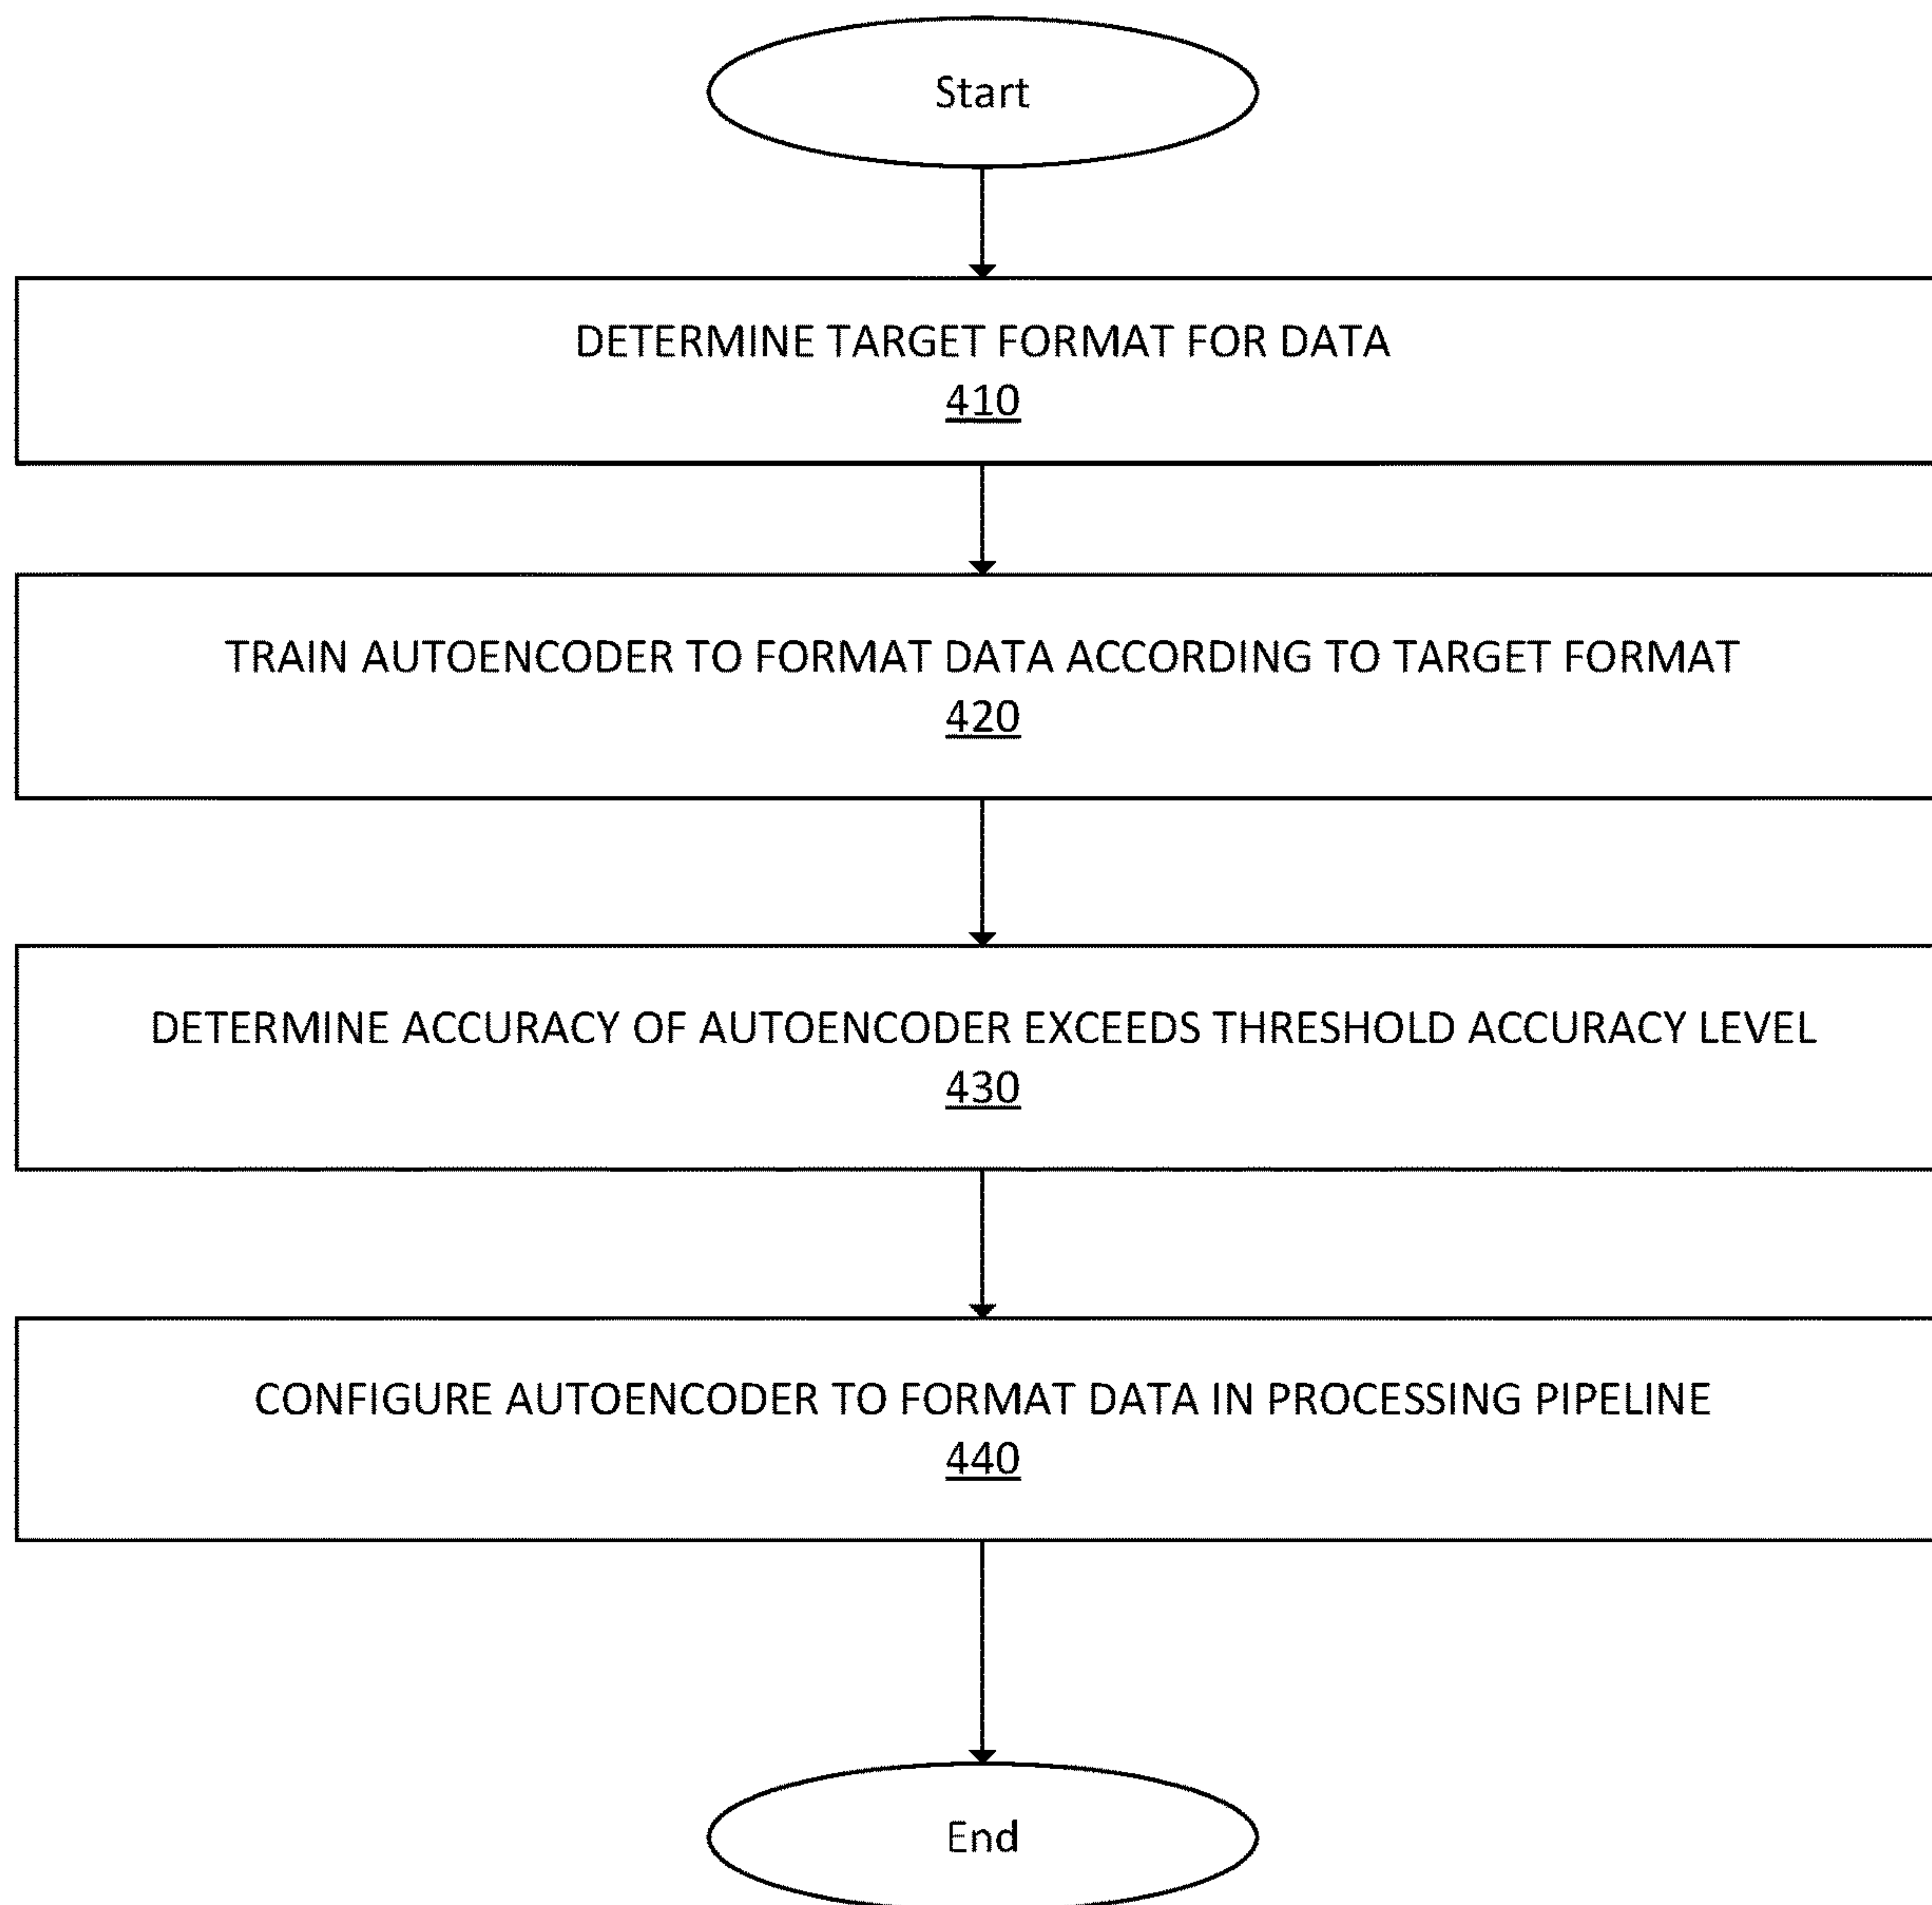 Start
DETERMINE TARGET FORMAT FOR DATA
410
TRAIN AUTOENCODER TO FORMAT DATA ACCORDING TO TARGET FORMAT
420
DETERMINE ACCURACY OF AUTOENCODER EXCEEDS THRESHOLD ACCURACY LEVEL
430
CONFIGURE AUTOENCODER TO FORMAT DATA IN PROCESSING PIPELINE
440
End